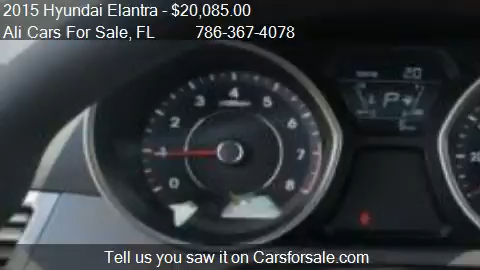 2015 Hyundai Elantra - $20,085.00
Ali Cars For Sale, FL 786-367-4078
20
P
4
3 5
2 6
1 7
0 8
Tell us you saw it on Carsforsale.com